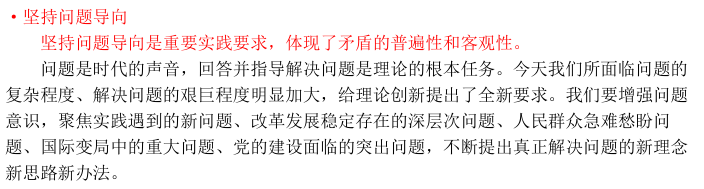 •坚持问题导向
坚持问题导向是重要实践要求，体现了矛盾的普遍性和客观性。
问题是时代的声音，回答并指导解决问题是理论的根本任务。今天我们所面临问题的
复杂程度、解决问题的艰巨程度明显加大，给理论创新提出了全新要求。我们要增强问题
意识，聚焦实践遇到的新问题、改革发展稳定存在的深层次问题、人民群众急难愁盼问
题、国际变局中的重大问题、党的建设面临的突出问题，不断提出真正解决问题的新理念
新思路新办法。